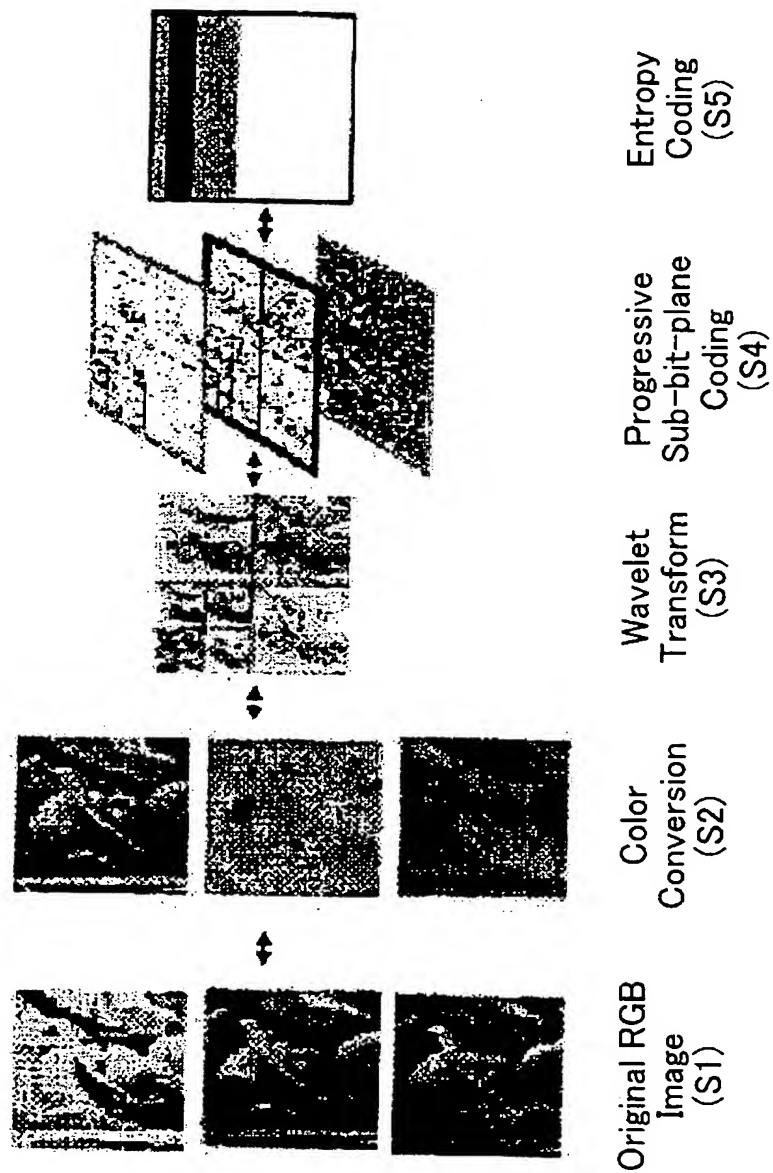 Original RGB
Image
(S1)
Color
Conversion
(S2)
Wavelet
Transform
(S3)
Progressive
Sub-bit-plane
Coding
(S4)
Entropy
Coding
(S5)